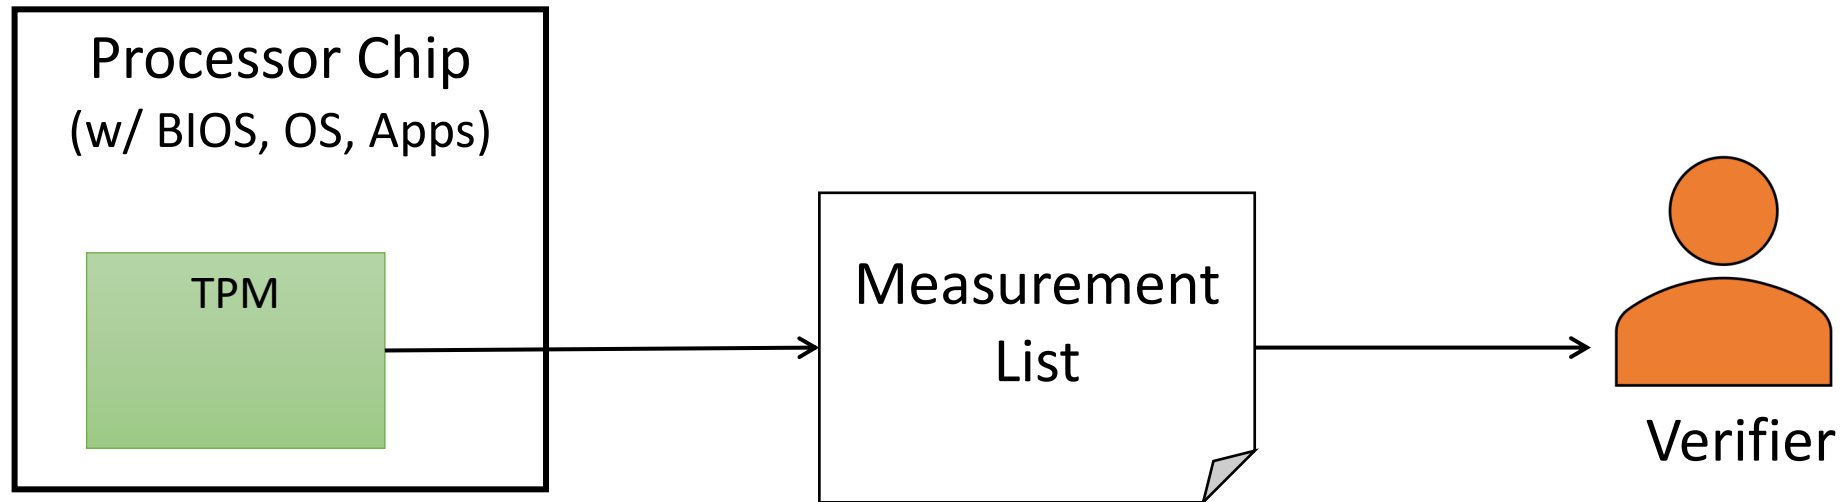 Processor Chip
(w/ BIOS, OS, Apps)
TPM
Measurement
List
Verifier